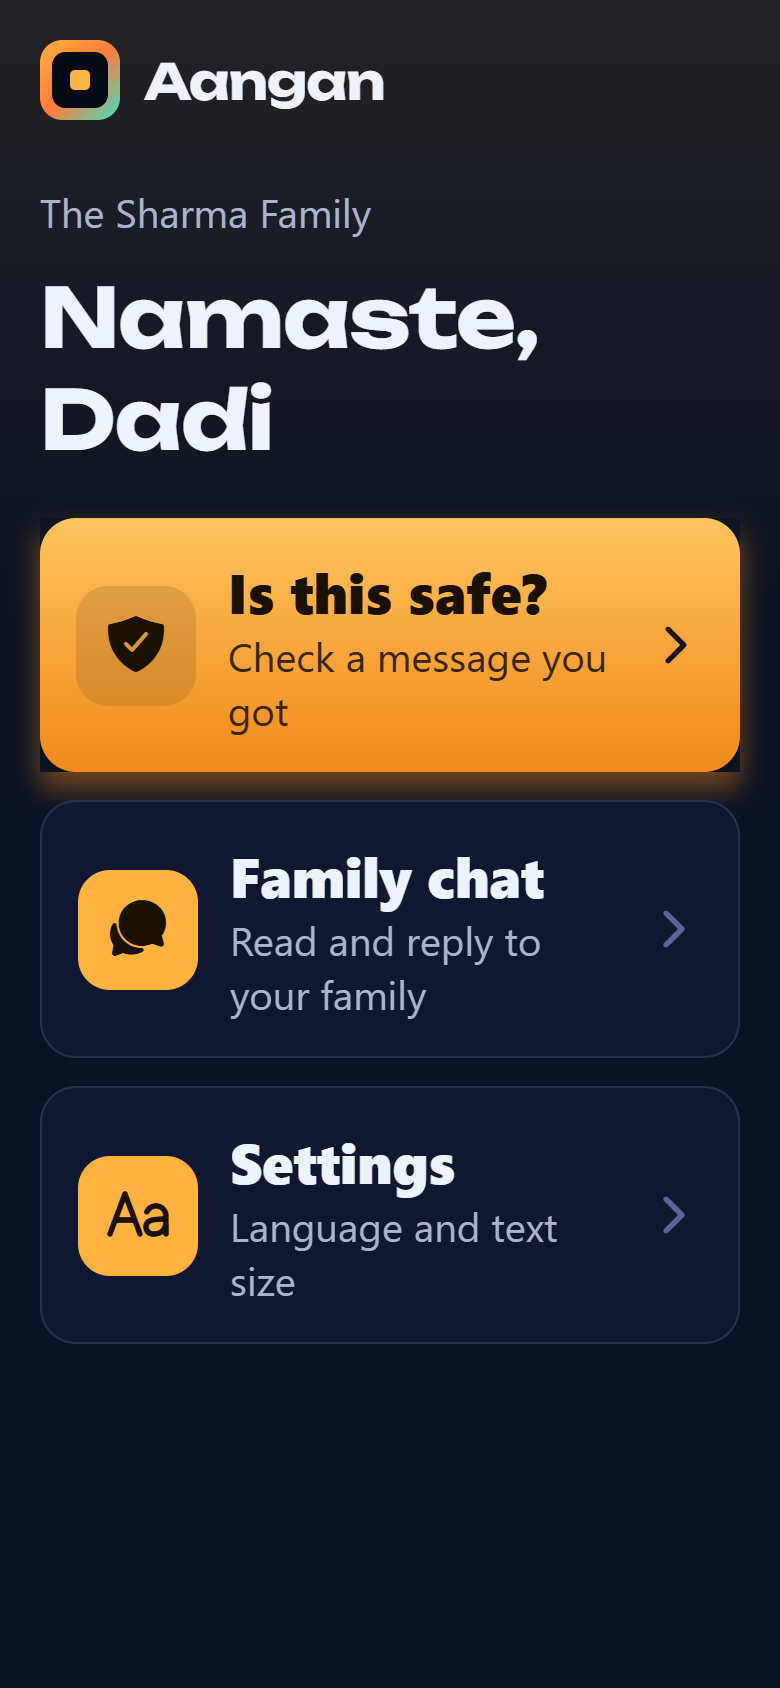 Aangan
The Sharma Family
Namaste,
Dadi
Is this safe?
Check a message you
got
Family chat
Read and reply to
your family
Aa
Settings
Language and text
size